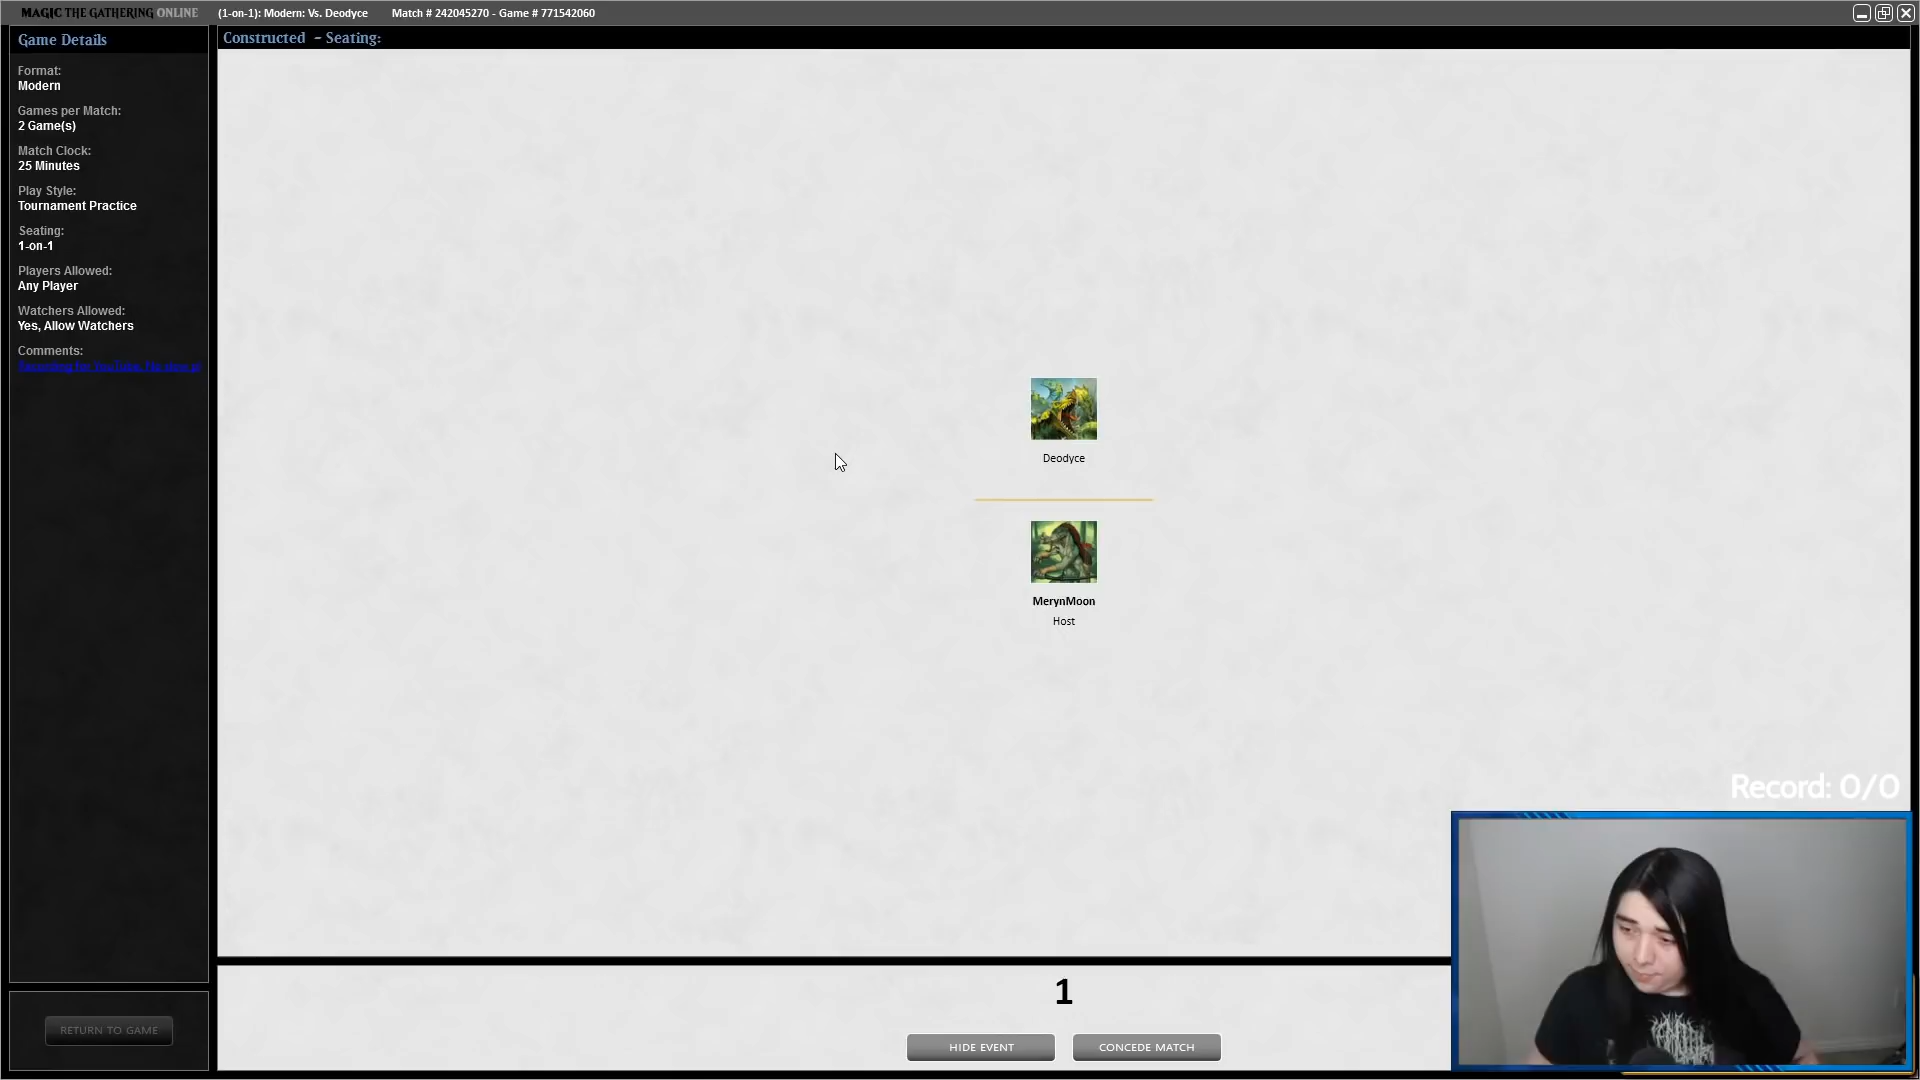 MAGIC THE GATHERING ONLINE (1-on-1): Modern: Vs. Deodyce Match # 242045270 - Game # 771542060
Game Details
Constructed - Seating:
Format:
Modern
Games per Match:
2 Game(s)
Match Clock:
25 Minutes
Play Style:
Tournament Practice
Seating:
1-on-1
Players Allowed:
Any Player
Watchers Allowed:
Yes, Allow Watchers
Comments:
Recording for YouTube.
Deodyce
MerynMoon
Host
Record: 0/0
1
RETURN TO GAME
HIDE EVENT
CONCEDE MATCH